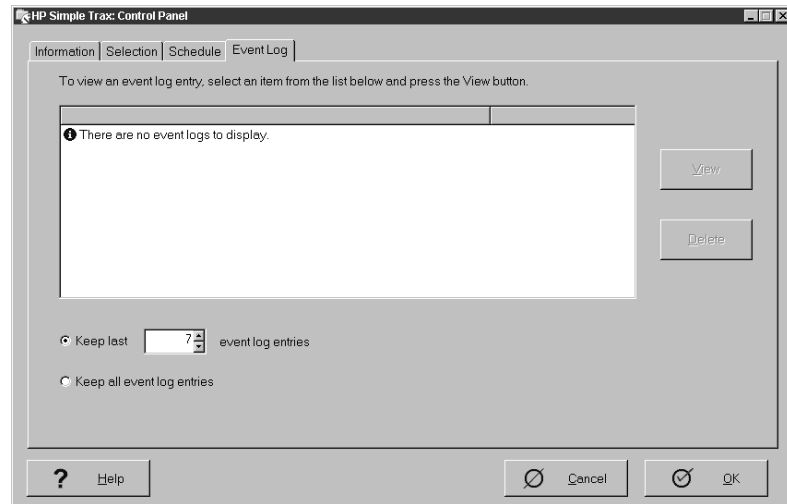 HP Simple Trax: Control Panel
Information Selection Schedule Event Log
To view an event log entry, select an item from the list below and press the View button.
There are no event logs to display.
View
Delete
Keep last 7 event log entries
Keep all event log entries
? Help Cancel OK